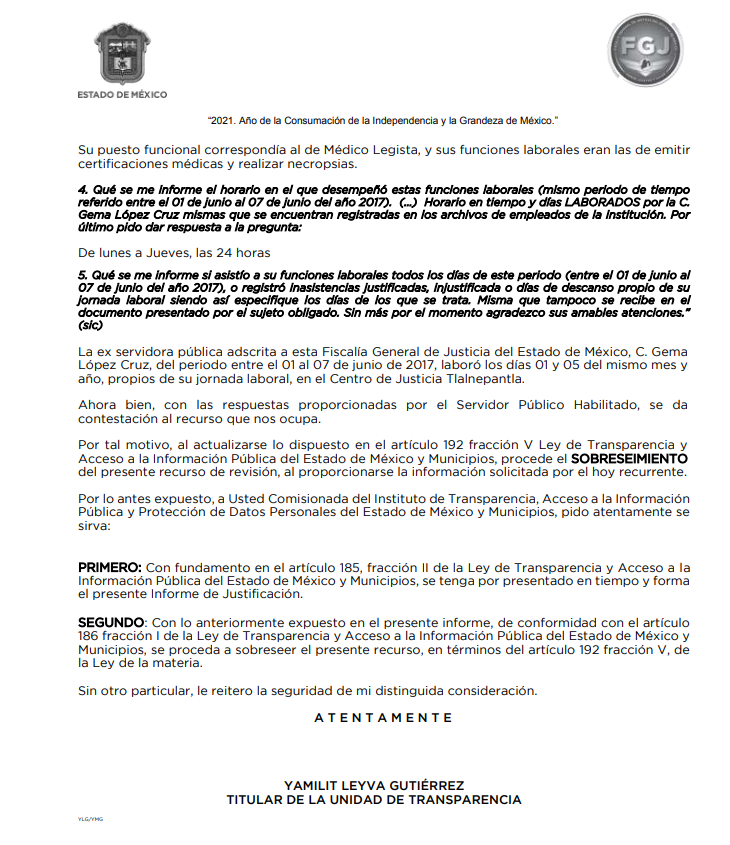 ESTADO DE MÉXICO
FGJ
"2021. Año de la Consumación de la Independencia y la Grandeza de México."
Su puesto funcional correspondía al de Médico Legista, y sus funciones laborales eran las de emitir
certificaciones médicas y realizar necropsias.
4. Qué se me informe el horario en el que desempeñó estas funciones laborales (mismo periodo de tiempo
referido entre el 01 de junio al 07 de junio del año 2017). (...) Horario en tiempo y días LABORADOS por la C.
Gema López Cruz mismas que se encuentran registradas en los archivos de empleados de la Institución. Por
último pido dar respuesta a la pregunta:
De lunes a Jueves, las 24 horas
5. Qué se me informe si asistío a su funciones laborales todos los días de este periodo (entre el 01 de junio al
07 de junio del año 2017), o registró inasistencias justificadas, injustificada o días de descanso propio de su
jornada laboral siendo así especifique los días de los que se trata. Misma que tampoco se recibe en el
documento presentado por el sujeto obligado. Sin más por el momento agradezco sus amables atenciones."
(sic)
La ex servidora pública adscrita a esta Fiscalía General de Justicia del Estado de México, C. Gema
López Cruz, del periodo entre el 01 al 07 de junio de 2017, laboró los días 01 y 05 del mismo mes y
año, propios de su jornada laboral, en el Centro de Justicia Tlalnepantla.
Ahora bien, con las respuestas proporcionadas por el Servidor Público Habilitado, se da
contestación al recurso que nos ocupa.
Por tal motivo, al actualizarse lo dispuesto en el artículo 192 fracción V Ley de Transparencia y
Acceso a la Información Pública del Estado de México y Municipios, procede el SOBRESEIMIENTO
del presente recurso de revisión, al proporcionarse la información solicitada por el hoy recurrente.
Por lo antes expuesto, a Usted Comisionada del Instituto de Transparencia, Acceso a la Información
Pública y Protección de Datos Personales del Estado de México y Municipios, pido atentamente se
sirva:
PRIMERO: Con fundamento en el artículo 185, fracción II de la Ley de Transparencia y Acceso a la
Información Pública del Estado de México y Municipios, se tenga por presentado en tiempo y forma
el presente Informe de Justificación.
SEGUNDO: Con lo anteriormente expuesto en el presente informe, de conformidad con el artículo
186 fracción I de la Ley de Transparencia y Acceso a la Información Pública del Estado de México y
Municipios, se proceda a sobreseer el presente recurso, en términos del artículo 192 fracción V, de
la Ley de la materia.
Sin otro particular, le reitero la seguridad de mi distinguida consideración.
A T E N T A M E N T E
YAMILIT LEYVA GUTIÉRREZ
TITULAR DE LA UNIDAD DE TRANSPARENCIA
YLG/YMG